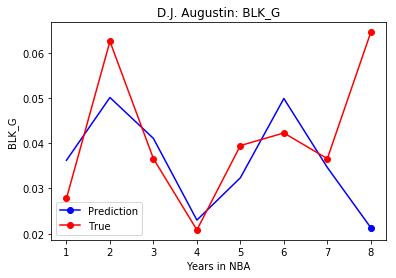 D.J. Augustin: BLK_G
BLK_G
0.06
0.05
0.04
0.03
0.02
Prediction
True
1 2 3 4 5 6 7 8
Years in NBA